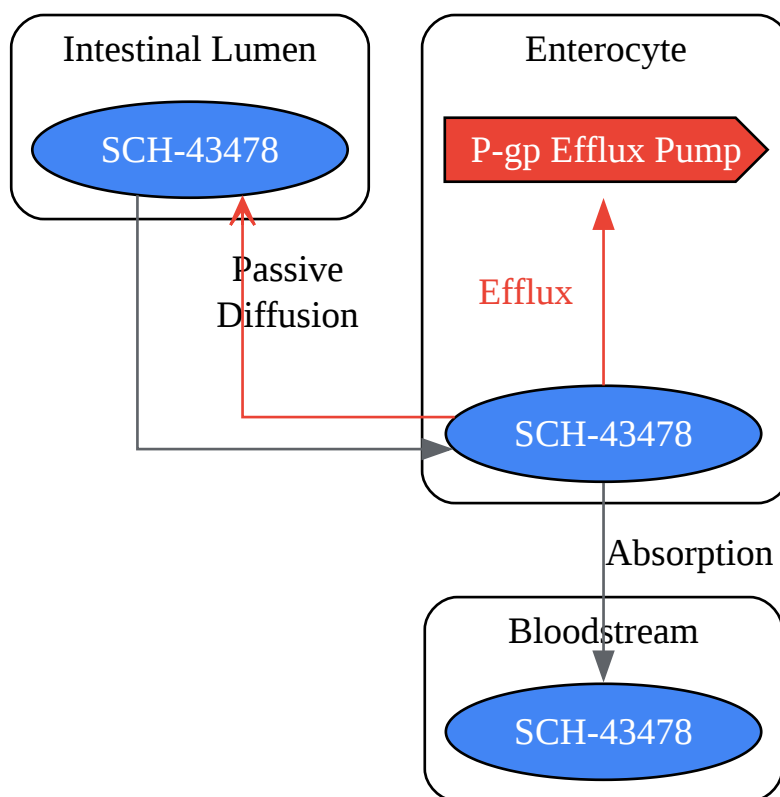 Intestinal Lumen
SCH-43478
Enterocyte
P-gp Efflux Pump
Passive
Diffusion
Efflux
SCH-43478
Absorption
Bloodstream
SCH-43478